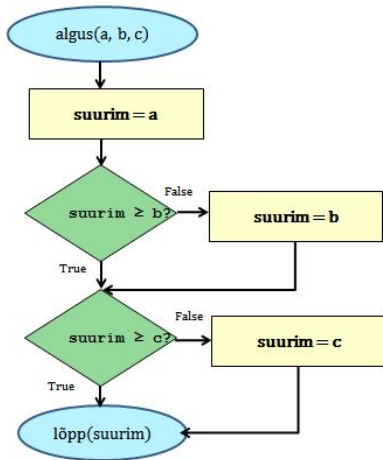 algus(a, b, c)
suurim = a
suurim ≥ b?
False
suurim = b
True
suurim ≥ c?
False
suurim = c
True
lõpp(suurim)